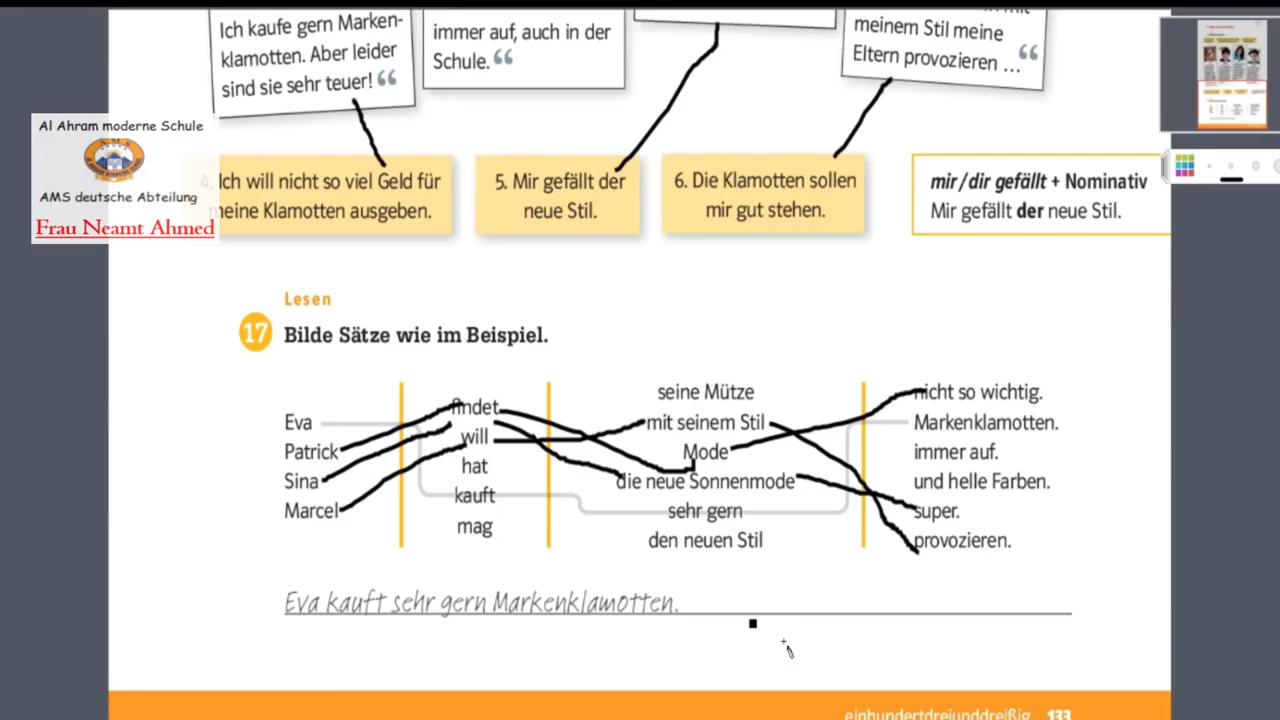 Ich kaufe gern Marken-
klamotten. Aber leider
sind sie sehr teuer! “
immer auf, auch in der
Schule. “
meinem Stil meine
Eltern provozieren … “
Al Ahram moderne Schule
AMS deutsche Abteilung
Frau Neamt Ahmed
4. Ich will nicht so viel Geld für
meine Klamotten ausgeben.
5. Mir gefällt der
neue Stil.
6. Die Klamotten sollen
mir gut stehen.
mir / dir gefällt + Nominativ
Mir gefällt der neue Stil.
Lesen
17 Bilde Sätze wie im Beispiel.
Eva
Patrick
Sina
Marcel
findet
will
hat
kauft
mag
seine Mütze
mit seinem Stil
Mode
die neue Sonnenmode
sehr gern
den neuen Stil
nicht so wichtig.
Markenklamotten.
immer auf.
und helle Farben.
super.
provozieren.
Eva kauft sehr gern Markenklamotten.
einhundertdreiunddreißig 133